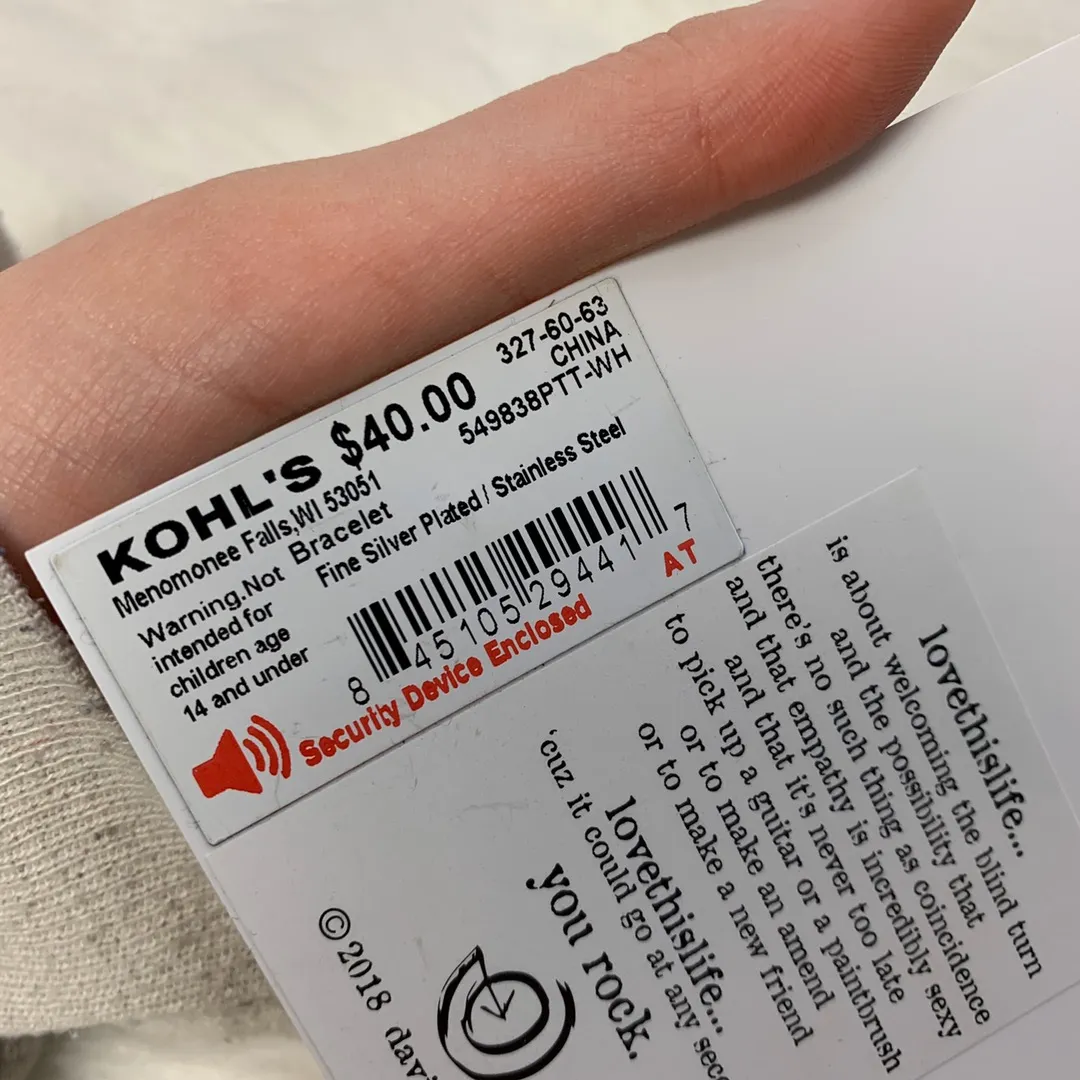 KOHL'S $40.00
327-60-63
CHINA
549838PTT-WH
Menomonee Falls,WI 53051
Bracelet
Fine Silver Plated / Stainless Steel
Warning.Not
intended for
children age
14 and under
8 45105 29441 7
AT
Security Device Enclosed
lovethislife...
is about welcoming the blind turn
and the possibility that
there's no such thing as coincidence
and that empathy is incredibly sexy
and that it's never too late
to pick up a guitar or a paintbrush
or to make an amend
or to make a new friend
lovethislife...
'cuz it could go at any
you rock.
© 2018